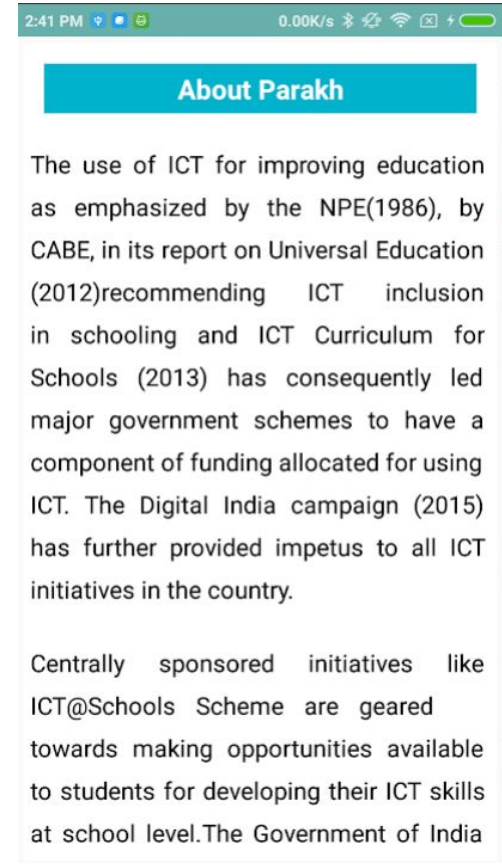 2:41 PM 0.00K/s
About Parakh
The use of ICT for improving education
as emphasized by the NPE(1986), by
CABE, in its report on Universal Education
(2012)recommending ICT inclusion
in schooling and ICT Curriculum for
Schools (2013) has consequently led
major government schemes to have a
component of funding allocated for using
ICT. The Digital India campaign (2015)
has further provided impetus to all ICT
initiatives in the country.
Centrally sponsored initiatives like
ICT@Schools Scheme are geared
towards making opportunities available
to students for developing their ICT skills
at school level.The Government of India